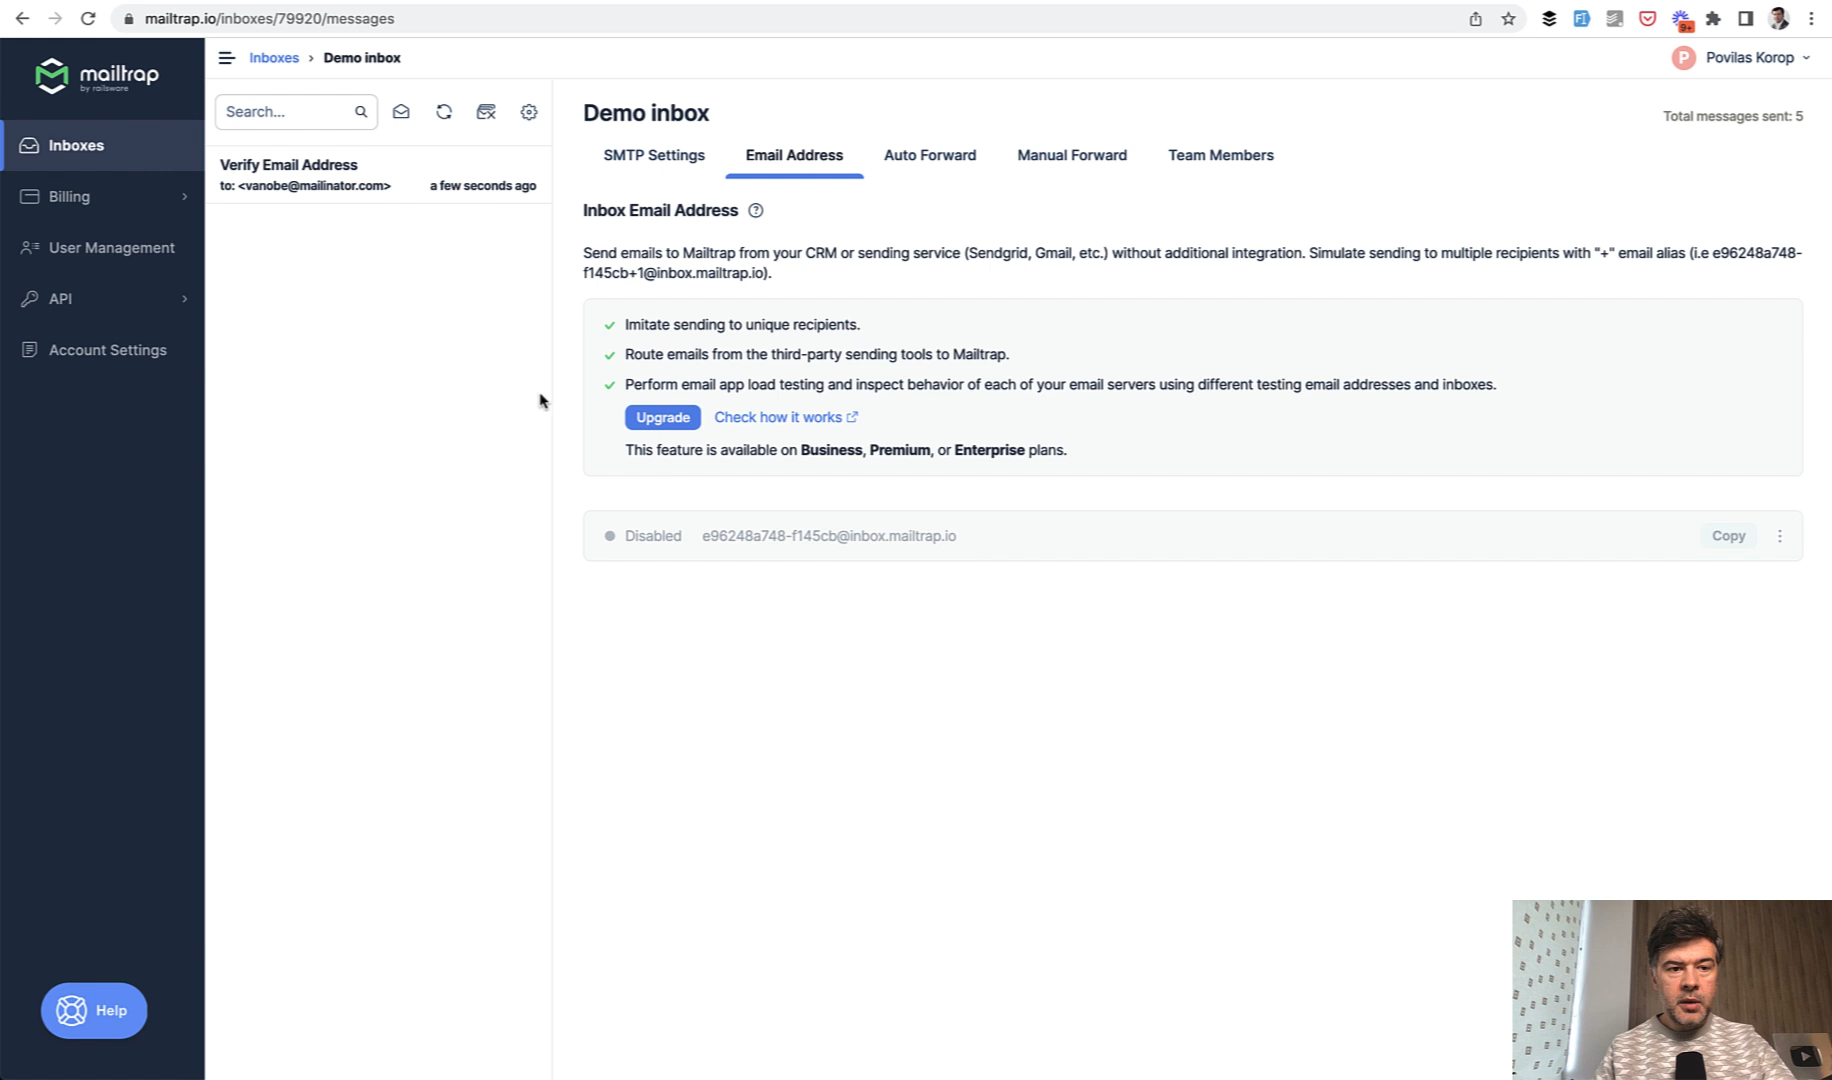 mailtrap.io/inboxes/79920/messages
9+
mailtrap
by railsware
Inboxes › Demo inbox
P Povilas Korop
Inboxes
Billing
User Management
API
Account Settings
Help
Search...
Verify Email Address
to: <vanobe@mailinator.com> a few seconds ago
Demo inbox
Total messages sent: 5
SMTP Settings Email Address Auto Forward Manual Forward Team Members
Inbox Email Address ?
Send emails to Mailtrap from your CRM or sending service (Sendgrid, Gmail, etc.) without additional integration. Simulate sending to multiple recipients with "+" email alias (i.e e96248a748-
f145cb+1@inbox.mailtrap.io).
Imitate sending to unique recipients.
Route emails from the third-party sending tools to Mailtrap.
Perform email app load testing and inspect behavior of each of your email servers using different testing email addresses and inboxes.
Upgrade Check how it works
This feature is available on Business, Premium, or Enterprise plans.
Disabled e96248a748-f145cb@inbox.mailtrap.io Copy